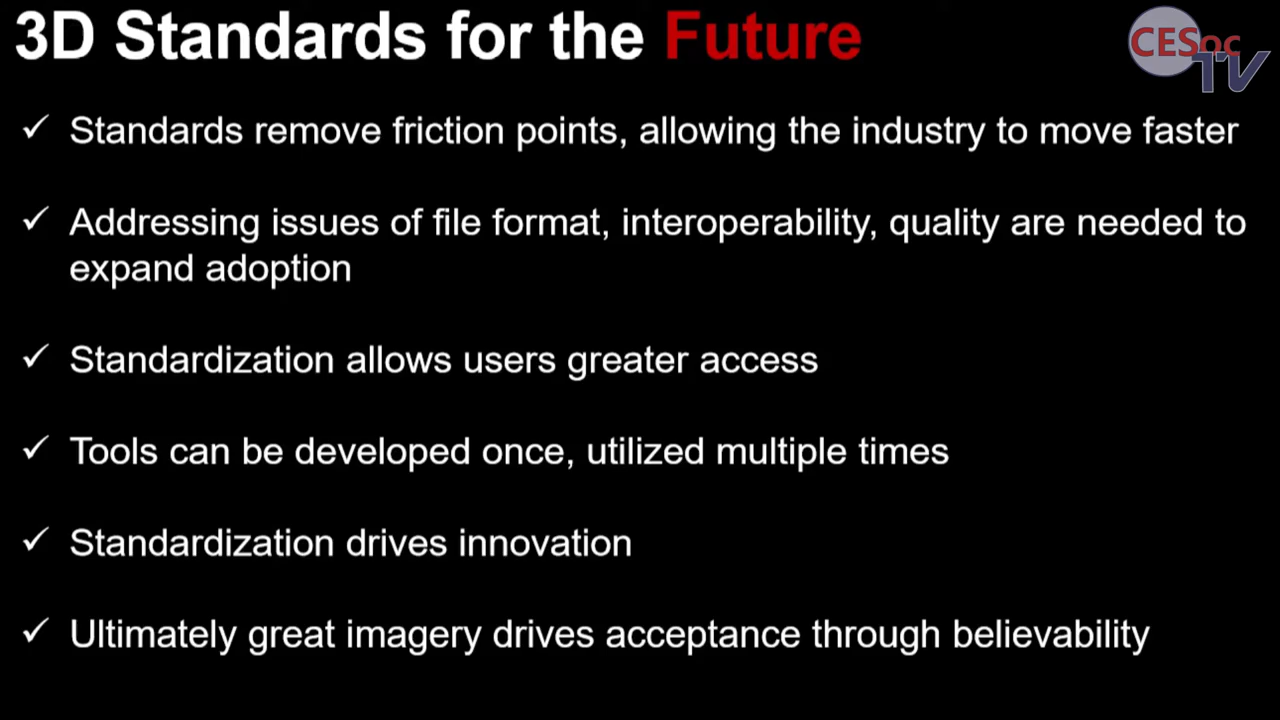 3D Standards for the Future
CESoc
TV
✓ Standards remove friction points, allowing the industry to move faster
✓ Addressing issues of file format, interoperability, quality are needed to
expand adoption
✓ Standardization allows users greater access
✓ Tools can be developed once, utilized multiple times
✓ Standardization drives innovation
✓ Ultimately great imagery drives acceptance through believability